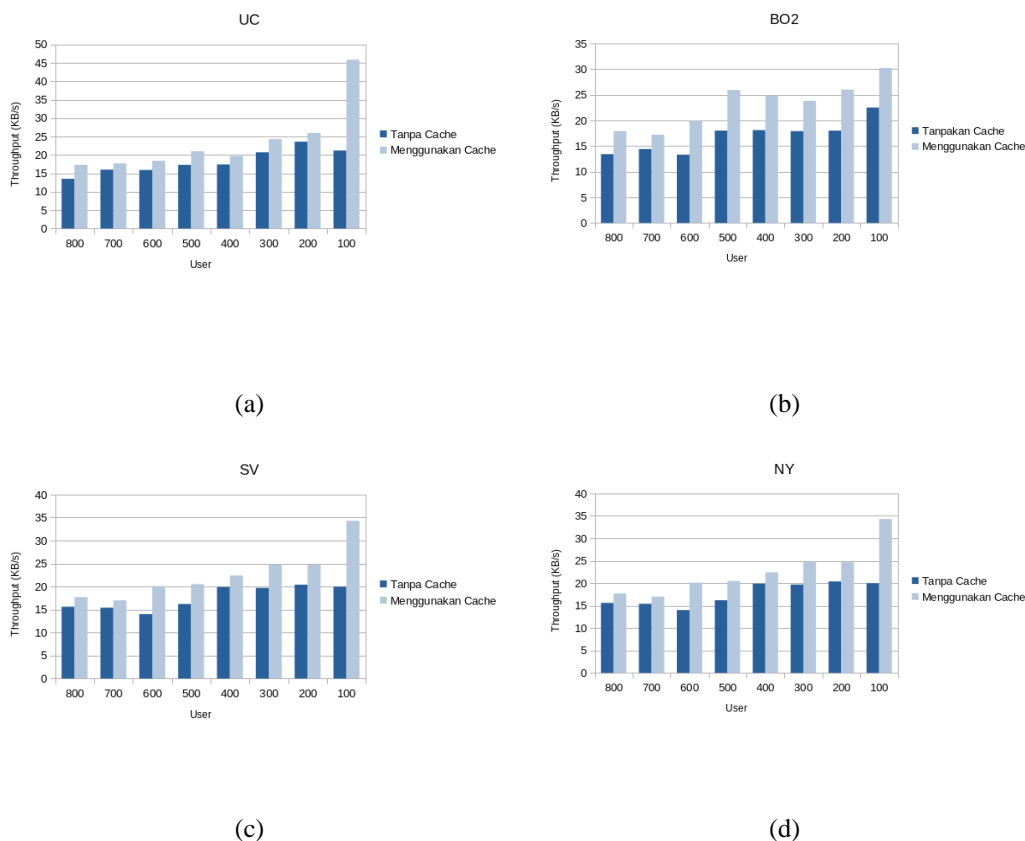 UC
50
45
40
35
30
25
20
15
10
5
0
Throughput (KB/s)
800 700 600 500 400 300 200 100
User
Tanpa Cache
Menggunakan Cache
(a)
BO2
35
30
25
20
15
10
5
0
Throughput (KB/s)
800 700 600 500 400 300 200 100
User
Tanpakan Cache
Menggunakan Cache
(b)
SV
40
35
30
25
20
15
10
5
0
Throughput (KB/s)
800 700 600 500 400 300 200 100
User
Tanpa Cache
Menggunakan Cache
(c)
NY
40
35
30
25
20
15
10
5
0
Throughput (KB/s)
800 700 600 500 400 300 200 100
User
Tanpa Cache
Menggunakan Cache
(d)